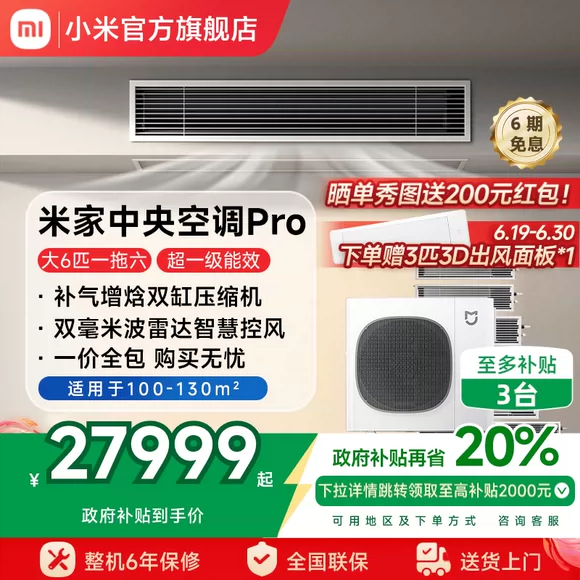 小米官方旗舰店
6期
免息
晒单秀图送200元红包！
米家中央空调Pro
6.19-6.30
下单赠3匹3D出风面板*1
大6匹一拖六
超一级能效
·补气增焓双缸压缩机
·双毫米波雷达智慧控风
·一价全包 购买无忧
适用于100-130m²
至多补贴
3台
¥27999起
政府补贴到手价
政府补贴再省20%
下拉详情跳转领取至高补贴2000元
可用地区及下单方式 咨询客服
整机6年保修
全国联保
送货上门